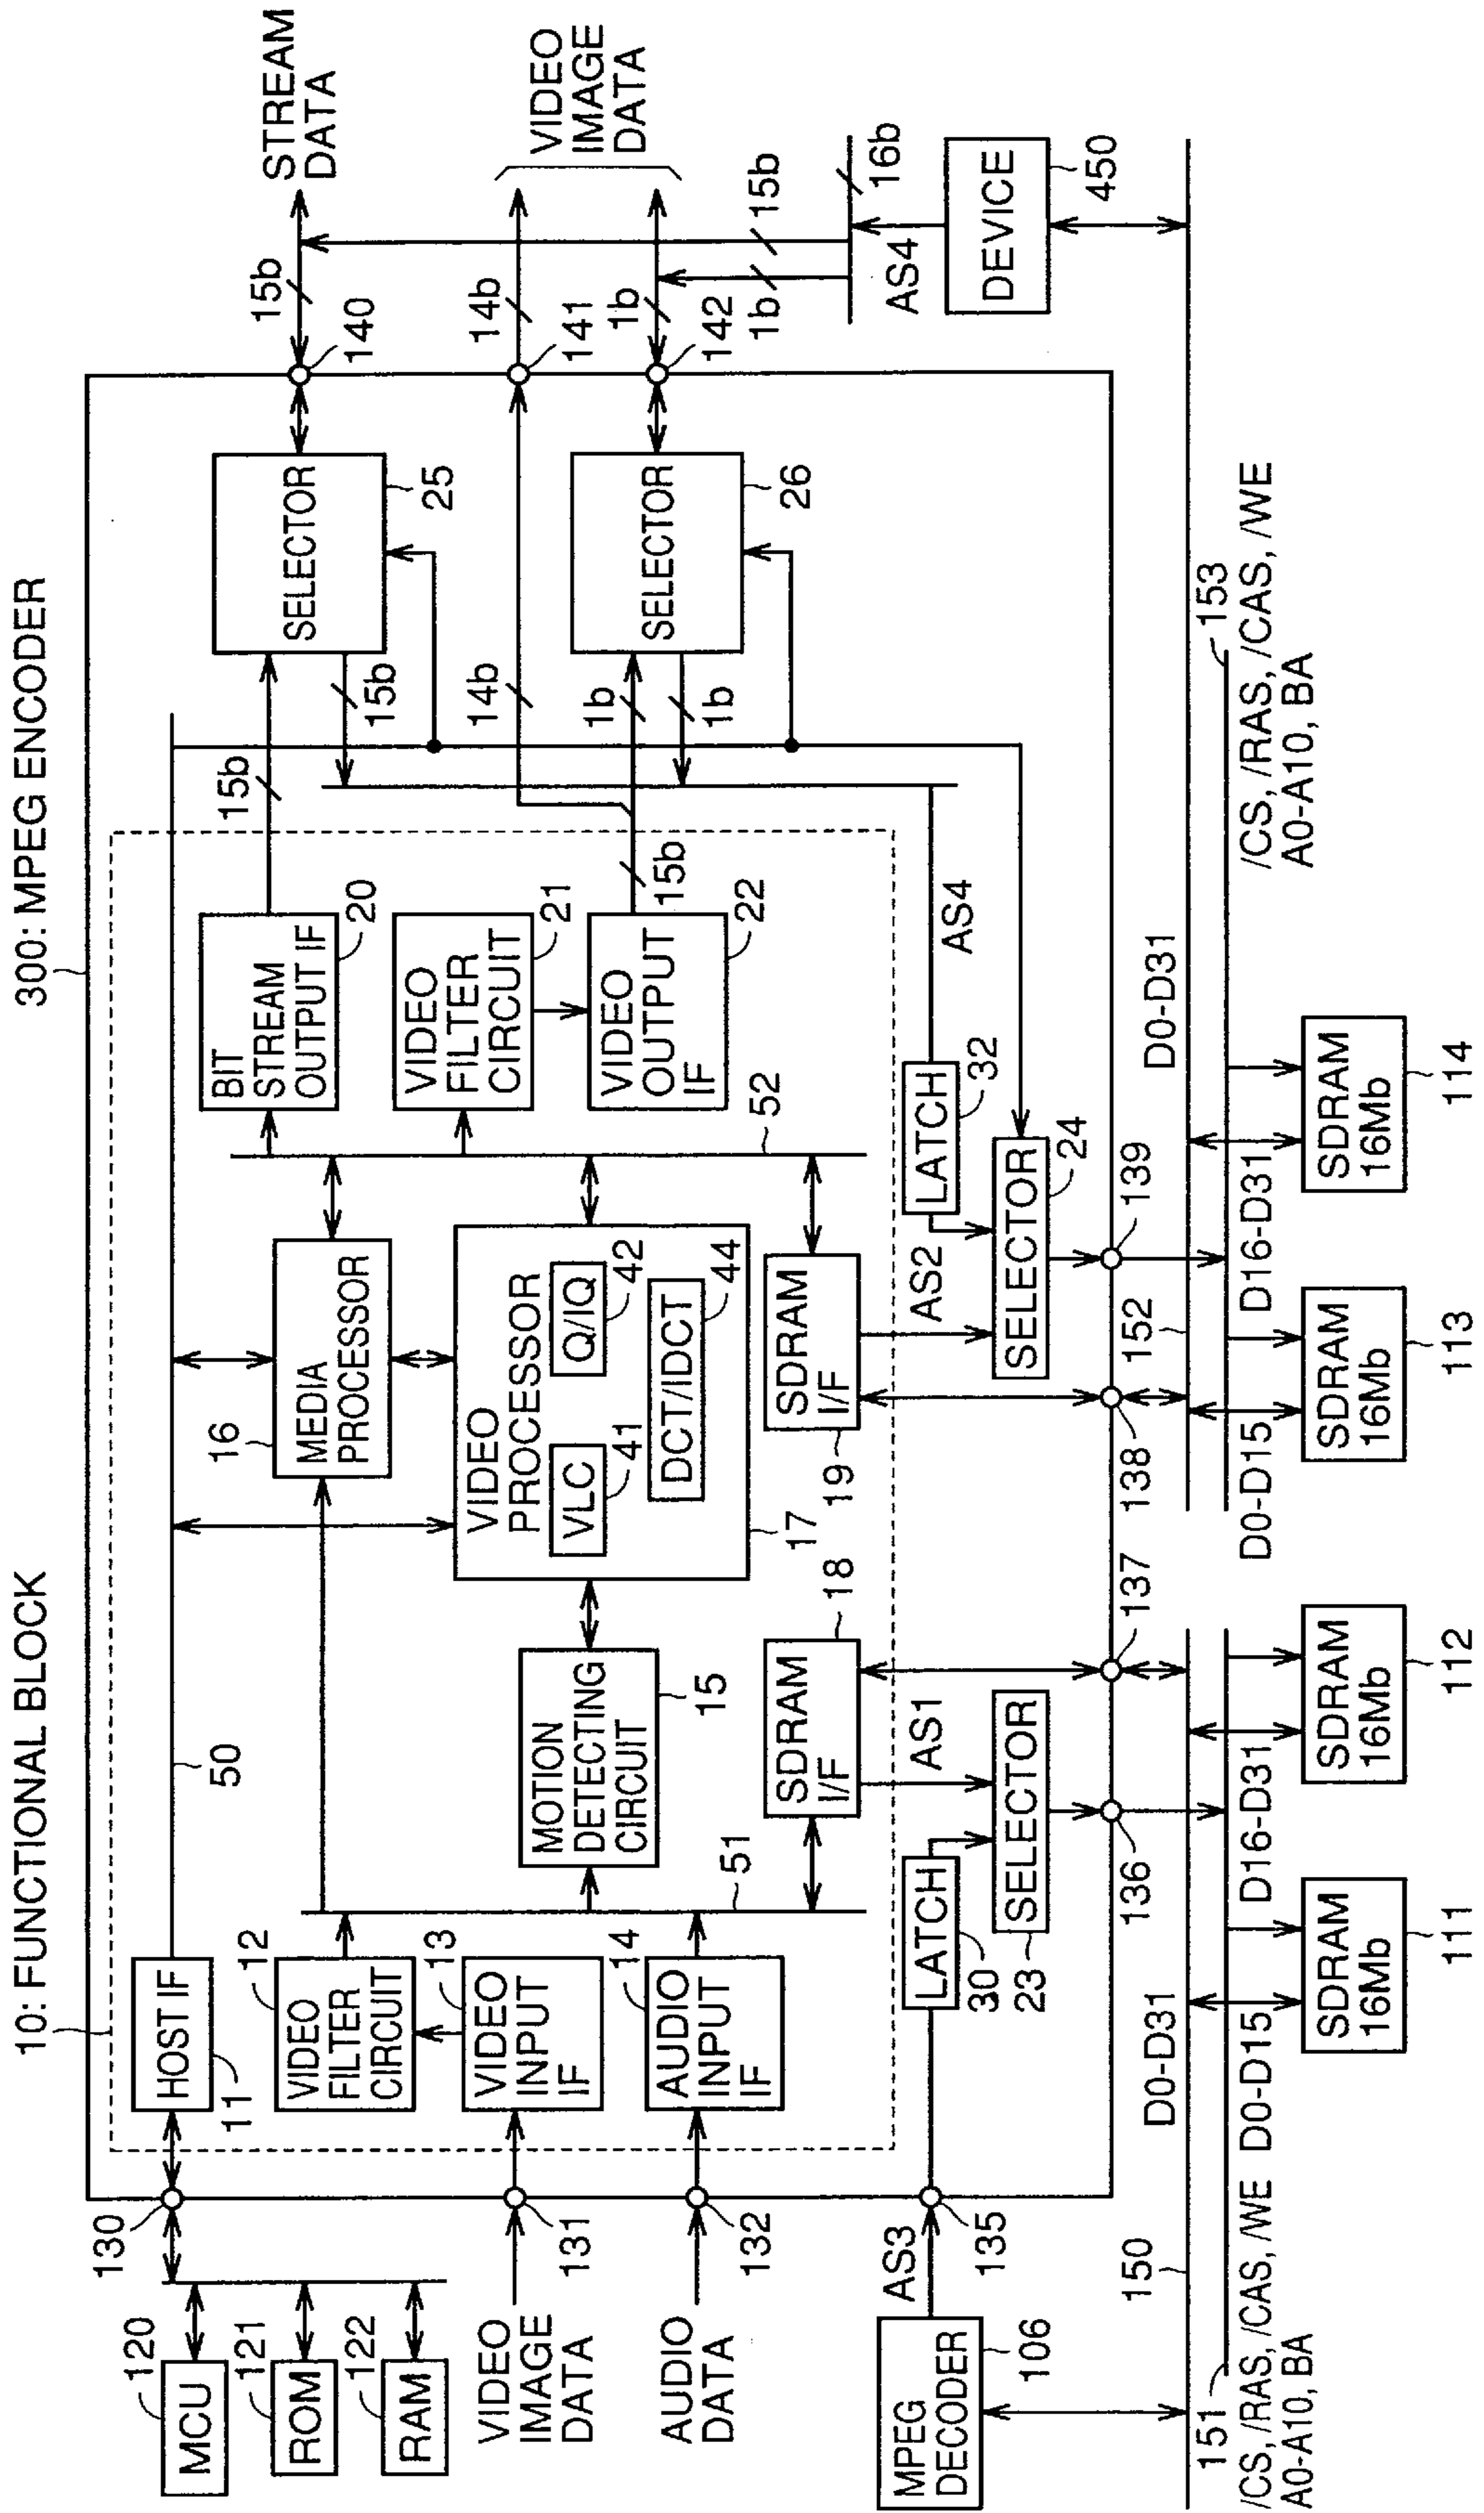 300: MPEG ENCODER
10: FUNCTIONAL BLOCK
120
MCU
121
ROM
122
RAM
130
HOST IF
11
50
VIDEO
IMAGE
DATA
131
AUDIO
DATA
132
12
VIDEO
FILTER
CIRCUIT
13
VIDEO
INPUT
IF
14
AUDIO
INPUT
IF
51
MOTION
DETECTING
CIRCUIT
15
16
MEDIA
PROCESSOR
VIDEO
PROCESSOR
VLC
41
Q/IQ
42
DCT/IDCT
44
17
SDRAM
I/F
18
SDRAM
I/F
19
52
BIT
STREAM
OUTPUT IF
20
VIDEO
FILTER
CIRCUIT
21
VIDEO
OUTPUT
IF
22
15b
15b
15b
14b
1b
1b
SELECTOR
25
SELECTOR
26
15b
140
STREAM
DATA
14b
141
1b
142
VIDEO
IMAGE
DATA
15b
1b
16b
AS4
DEVICE
450
MPEG
DECODER
106
AS3
135
LATCH
30
AS1
SELECTOR
23
136
137
AS2
LATCH
32
AS4
SELECTOR
24
138
139
150
D0-D31
151
/CS, /RAS, /CAS, /WE
A0-A10, BA
D0-D15
D16-D31
SDRAM
16Mb
111
SDRAM
16Mb
112
152
D0-D31
153
/CS, /RAS, /CAS, /WE
A0-A10, BA
D0-D15
D16-D31
SDRAM
16Mb
113
SDRAM
16Mb
114